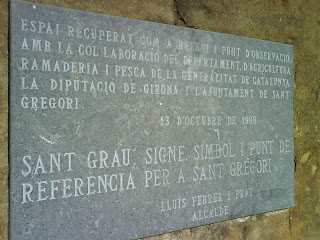 ESPAI RECUPERAT COM A REFUGI I PUNT D'OBSERVACIÓ
AMB LA COL·LABORACIÓ DEL DEPARTAMENT D'AGRICULTURA
RAMADERIA I PESCA DE LA GENERALITAT DE CATALUNYA
LA DIPUTACIÓ DE GIRONA I L'AJUNTAMENT DE SANT
GREGORI.
13 D'OCTUBRE DE 1998
SANT GRAU: SIGNE, SÍMBOL I PUNT DE
REFERÈNCIA PER A SANT GREGORI.
LLUÍS FERRER I PRAT
ALCALDE